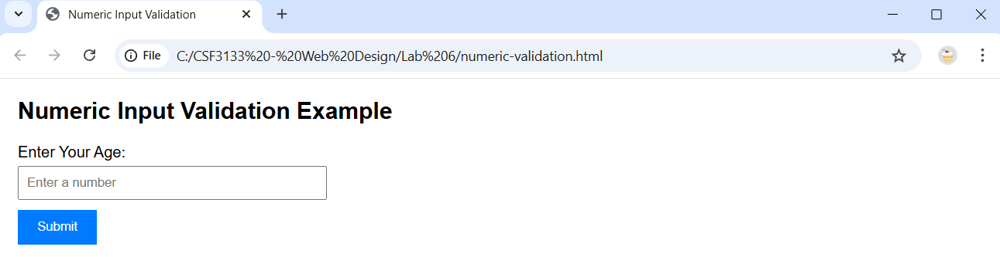 Numeric Input Validation
File C:/CSF3133%20-%20Web%20Design/Lab%206/numeric-validation.html
Numeric Input Validation Example
Enter Your Age:
Enter a number
Submit